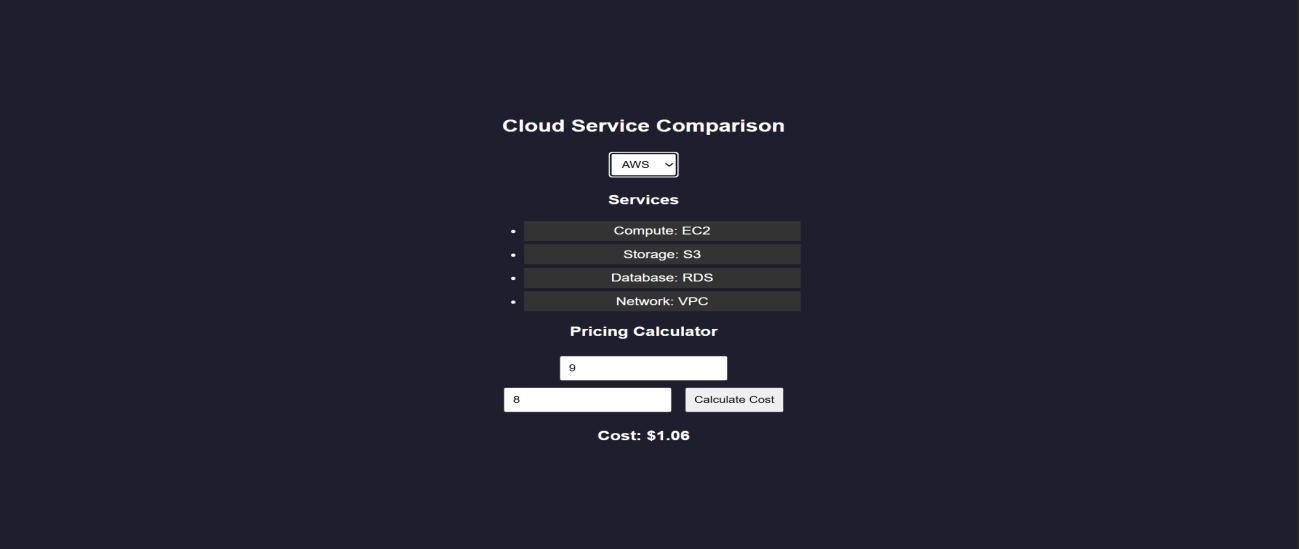 Cloud Service Comparison
AWS
Services
Compute: EC2
Storage: S3
Database: RDS
Network: VPC
Pricing Calculator
9
8 Calculate Cost
Cost: $1.06